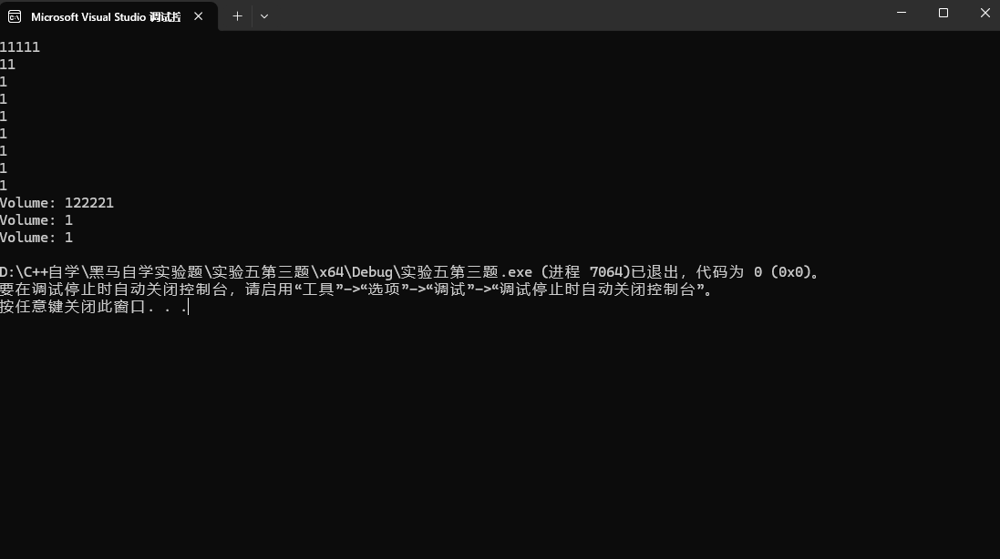 Microsoft Visual Studio 调试控
11111
11
1
1
1
1
1
1
1
Volume: 122221
Volume: 1
Volume: 1
D:\C++自学\黑马自学实验题\实验五第三题\x64\Debug\实验五第三题.exe (进程 7064)已退出，代码为 0 (0x0)。
要在调试停止时自动关闭控制台，请启用“工具”->“选项”->“调试”->“调试停止时自动关闭控制台”。
按任意键关闭此窗口. . .